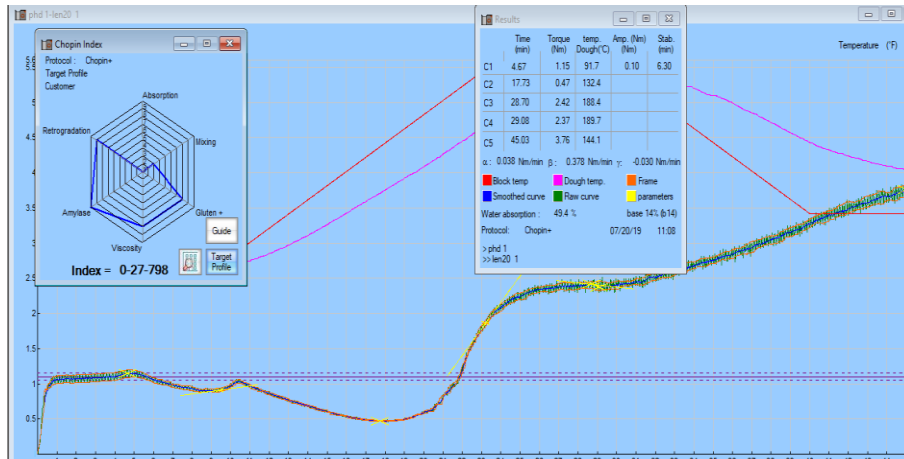 phd 1-len20 1
Chopin Index
Protocol : Chopin+
Target Profile
Customer
Absorption
Mixing
Gluten +
Viscosity
Amylase
Retrogradation
Guide
Target Profile
Index = 0-27-798
Results
Time (min) Torque (Nm) temp. Dough(°C) Amp. (Nm) (Nm) Stab. (min)
C1 4.67 1.15 91.7 0.10 6.30
C2 17.73 0.47 132.4
C3 28.70 2.42 188.4
C4 29.08 2.37 189.7
C5 45.03 3.76 144.1
α : 0.038 Nm/min β : 0.378 Nm/min γ : -0.030 Nm/min
Block temp Dough temp. Frame
Smoothed curve Raw curve parameters
Water absorption : 49.4 % base 14% (b14)
Protocol: Chopin+ 07/20/19 11:08
> phd 1
>> len20 1
Temperature (°F)
4.5
4
3.5
3
2.5
2
1.5
1
0.5